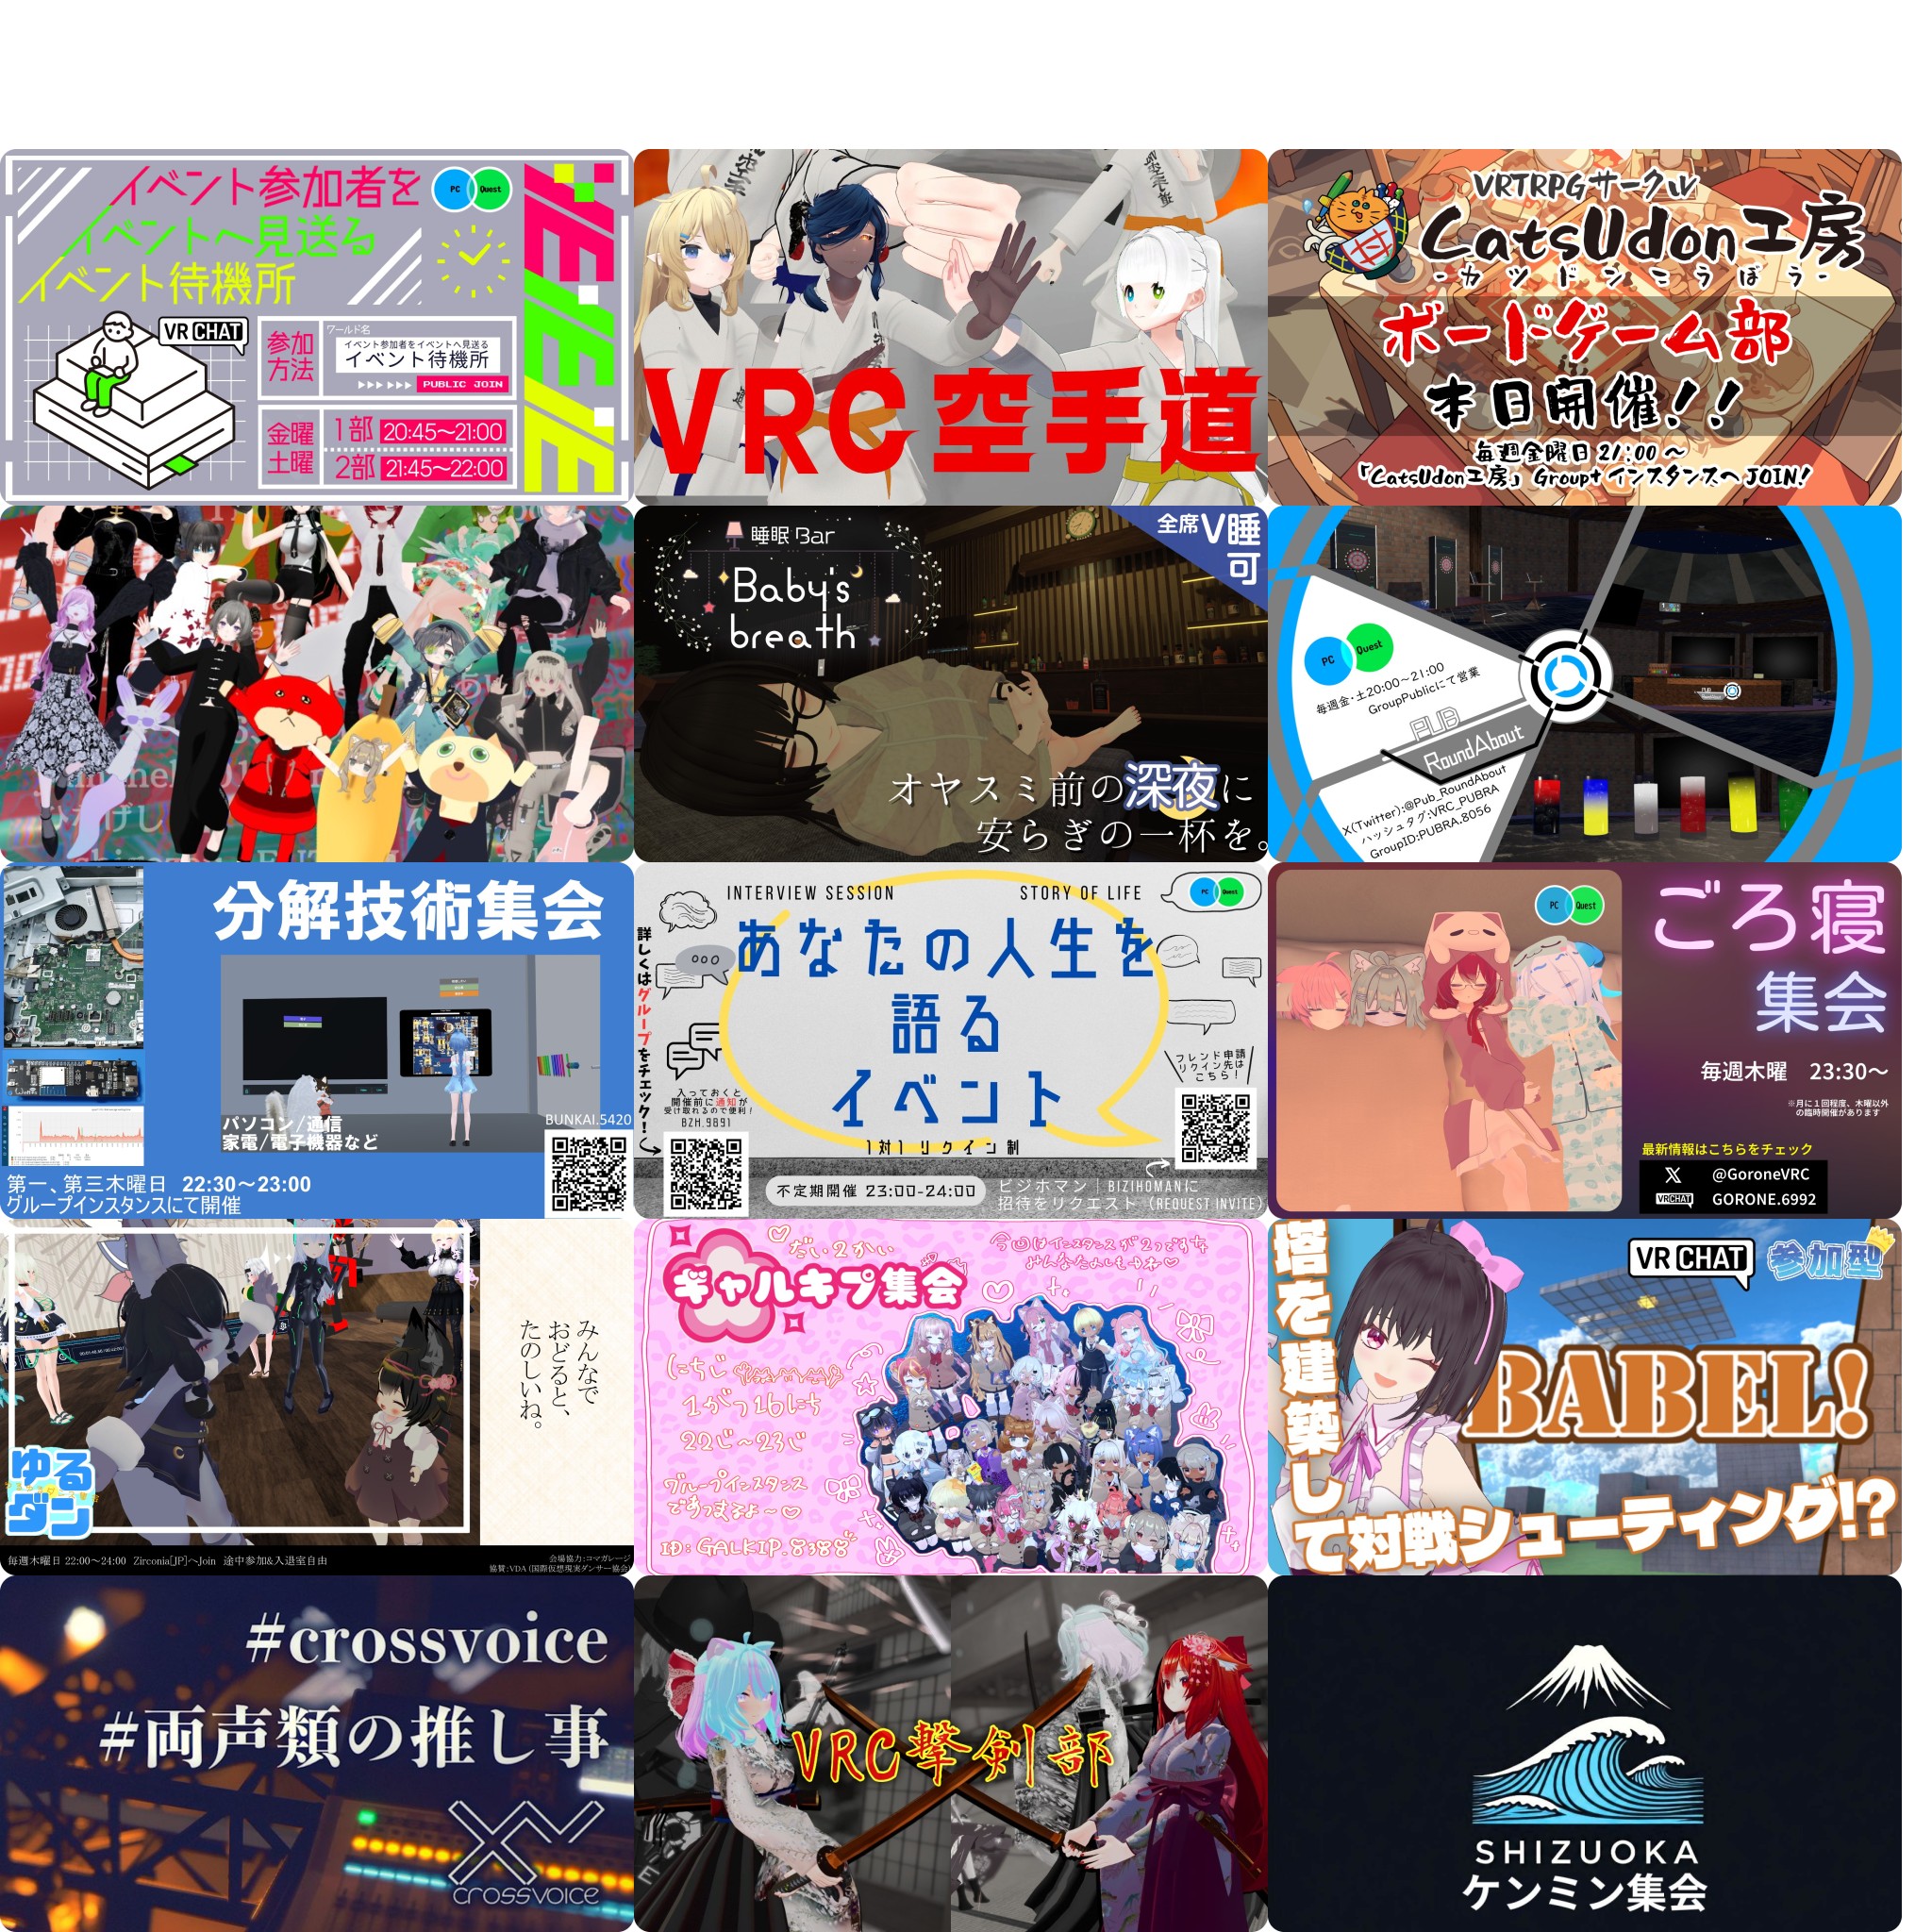 イベント参加者を
イベントへ見送る
イベント待機所
PC Quest
VRCHAT
参加
方法
ワールド名
イベント参加者をイベントへ見送る
イベント待機所
PUBLIC JOIN
金曜
土曜
1部 20:45〜21:00
2部 21:45〜22:00
VRC空手道
VRTRPGサークル
CatsUdon工房
-カツドンこうぼう-
ボードゲーム部
本日開催!!
毎週金曜日 21:00 〜
「CatsUdon工房」 Group+インスタンスへJOIN!
睡眠 Bar
Baby's
breath
全席V睡
可
オヤスミ前の深夜に
安らぎの一杯を。
PC Quest
毎週金・土20:00〜21:00
GroupPublicにて営業
PUB
RoundAbout
X(Twitter):@Pub_RoundAbout
ハッシュタグ:VRC_PUBRA
GroupID:PUBRA.8056
分解技術集会
パソコン/通信
家電/電子機器など
BUNKAI.5420
第一、第三木曜日 22:30〜23:00
グループインスタンスにて開催
INTERVIEW SESSION
STORY OF LIFE
PC Quest
あなたの人生を
語る
イベント
1対1 リクイン制
詳しくはグループをチェック!
入っておくと
開催前に通知が
受け取れるので便利!
BZH.9891
フレンド申請
リクイン先は
こちら!
不定期開催 23:00-24:00
ビジホマン|BIZIHOMANに
招待をリクエスト (REQUEST INVITE)
PC Quest
ごろ寝
集会
毎週木曜 23:30〜
※月に1回程度、木曜以外
の臨時開催があります
最新情報はこちらをチェック
X @GoroneVRC
VRCHAT GORONE.6992
みんなで
おどると、
たのしいね。
ゆる
ダン
毎週木曜日 22:00〜24:00 Zirconia[JP]へJoin 途中参加&入退室自由
会場協力:コマガレージ
協賛:VDA (国際仮想現実ダンサー協会)
だい2かい
ギャルキプ集会
今回はインスタンスが2つですな
にちじ
1がつ16にち
22じ〜23じ
グループインスタンス
であつまるよ〜♡
ID: GALKIP.8388
VRCHAT 参加型
塔を建築し
て対戦シューティング!?
BABEL!
#crossvoice
#両声類の推し事
crossvoice
VRC撃剣部
SHIZUOKA
ケンミン集会